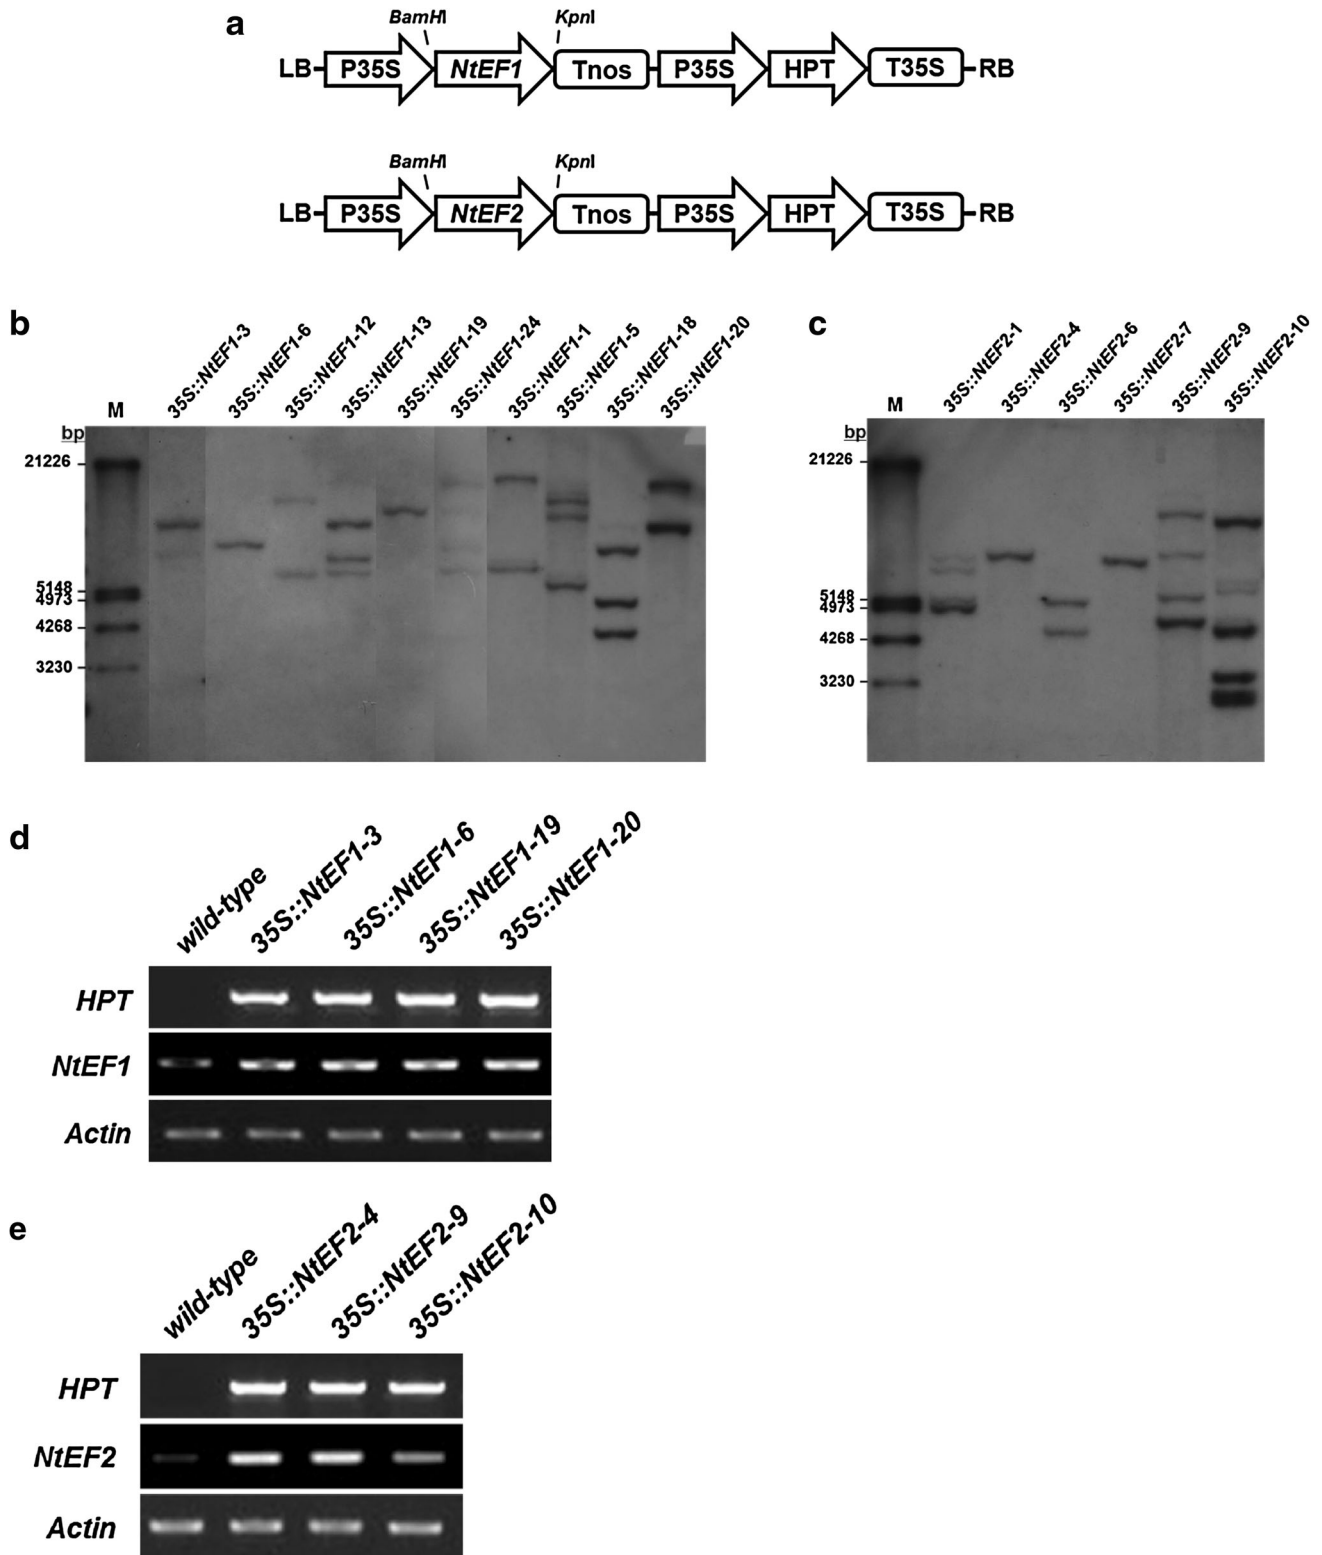 a
BamHI KpnI
LB P35S NtEF1 Tnos P35S HPT T35S RB
BamHI KpnI
LB P35S NtEF2 Tnos P35S HPT T35S RB
b
M 35S::NtEF1-3 35S::NtEF1-6 35S::NtEF1-12 35S::NtEF1-13 35S::NtEF1-19 35S::NtEF1-24 35S::NtEF1-1 35S::NtEF1-5 35S::NtEF1-18 35S::NtEF1-20
bp
21226
5148
4973
4268
3230
c
M 35S::NtEF2-1 35S::NtEF2-4 35S::NtEF2-6 35S::NtEF2-7 35S::NtEF2-9 35S::NtEF2-10
bp
21226
5148
4973
4268
3230
d
wild-type 35S::NtEF1-3 35S::NtEF1-6 35S::NtEF1-19 35S::NtEF1-20
HPT
NtEF1
Actin
e
wild-type 35S::NtEF2-4 35S::NtEF2-9 35S::NtEF2-10
HPT
NtEF2
Actin